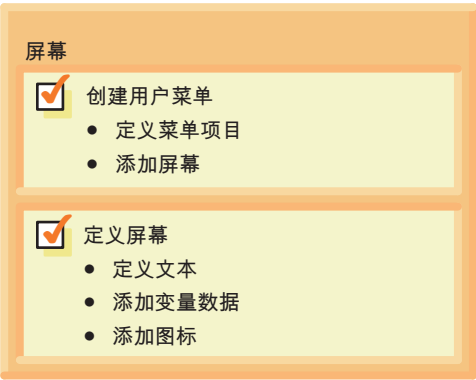 屏幕
创建用户菜单
• 定义菜单项目
• 添加屏幕
定义屏幕
• 定义文本
• 添加变量数据
• 添加图标